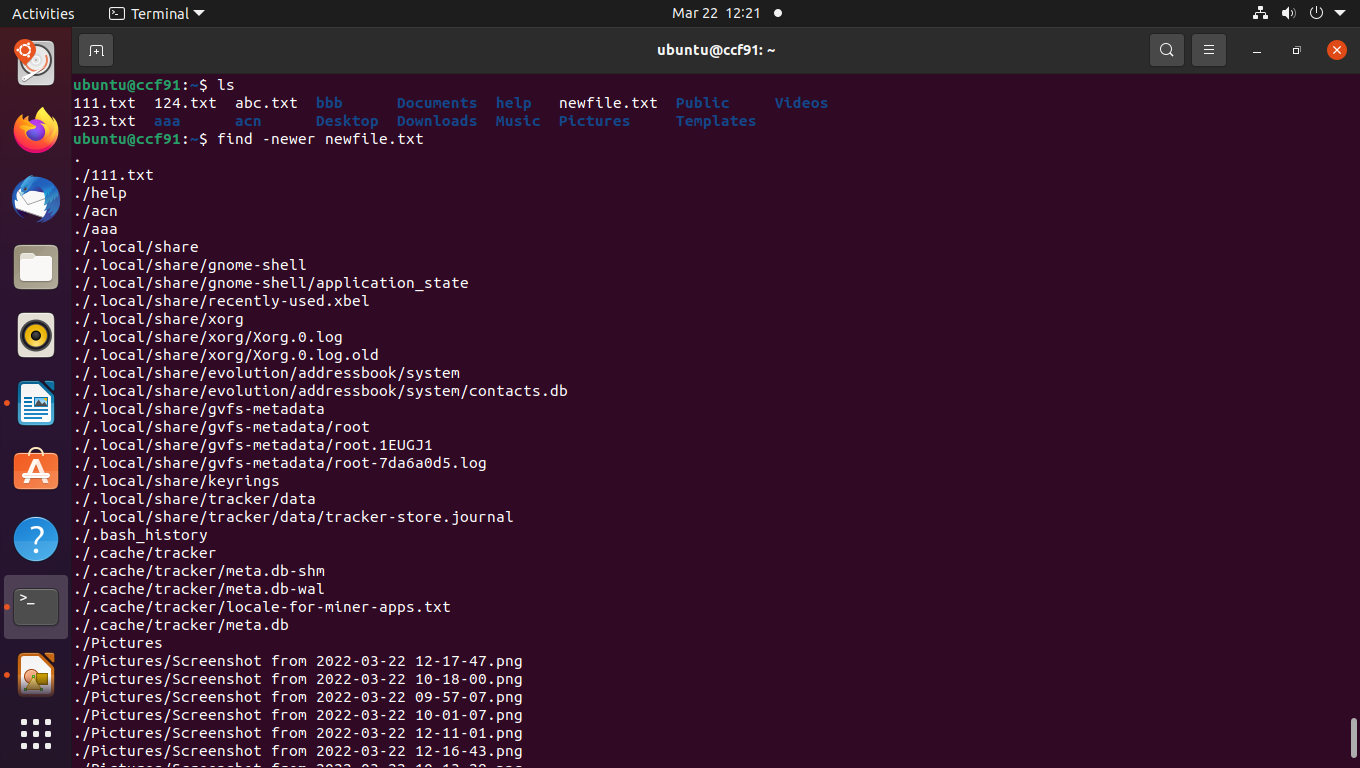 Activities Terminal Mar 22 12:21
ubuntu@ccf91: ~
ubuntu@ccf91:~$ ls
111.txt 124.txt abc.txt bbb Documents help newfile.txt Public Videos
123.txt aaa acn Desktop Downloads Music Pictures Templates
ubuntu@ccf91:~$ find -newer newfile.txt
.
./111.txt
./help
./acn
./aaa
./.local/share
./.local/share/gnome-shell
./.local/share/gnome-shell/application_state
./.local/share/recently-used.xbel
./.local/share/xorg
./.local/share/xorg/Xorg.0.log
./.local/share/xorg/Xorg.0.log.old
./.local/share/evolution/addressbook/system
./.local/share/evolution/addressbook/system/contacts.db
./.local/share/gvfs-metadata
./.local/share/gvfs-metadata/root
./.local/share/gvfs-metadata/root.1EUGJ1
./.local/share/gvfs-metadata/root-7da6a0d5.log
./.local/share/keyrings
./.local/share/tracker/data
./.local/share/tracker/data/tracker-store.journal
./.bash_history
./.cache/tracker
./.cache/tracker/meta.db-shm
./.cache/tracker/meta.db-wal
./.cache/tracker/locale-for-miner-apps.txt
./.cache/tracker/meta.db
./Pictures
./Pictures/Screenshot from 2022-03-22 12-17-47.png
./Pictures/Screenshot from 2022-03-22 10-18-00.png
./Pictures/Screenshot from 2022-03-22 09-57-07.png
./Pictures/Screenshot from 2022-03-22 10-01-07.png
./Pictures/Screenshot from 2022-03-22 12-11-01.png
./Pictures/Screenshot from 2022-03-22 12-16-43.png